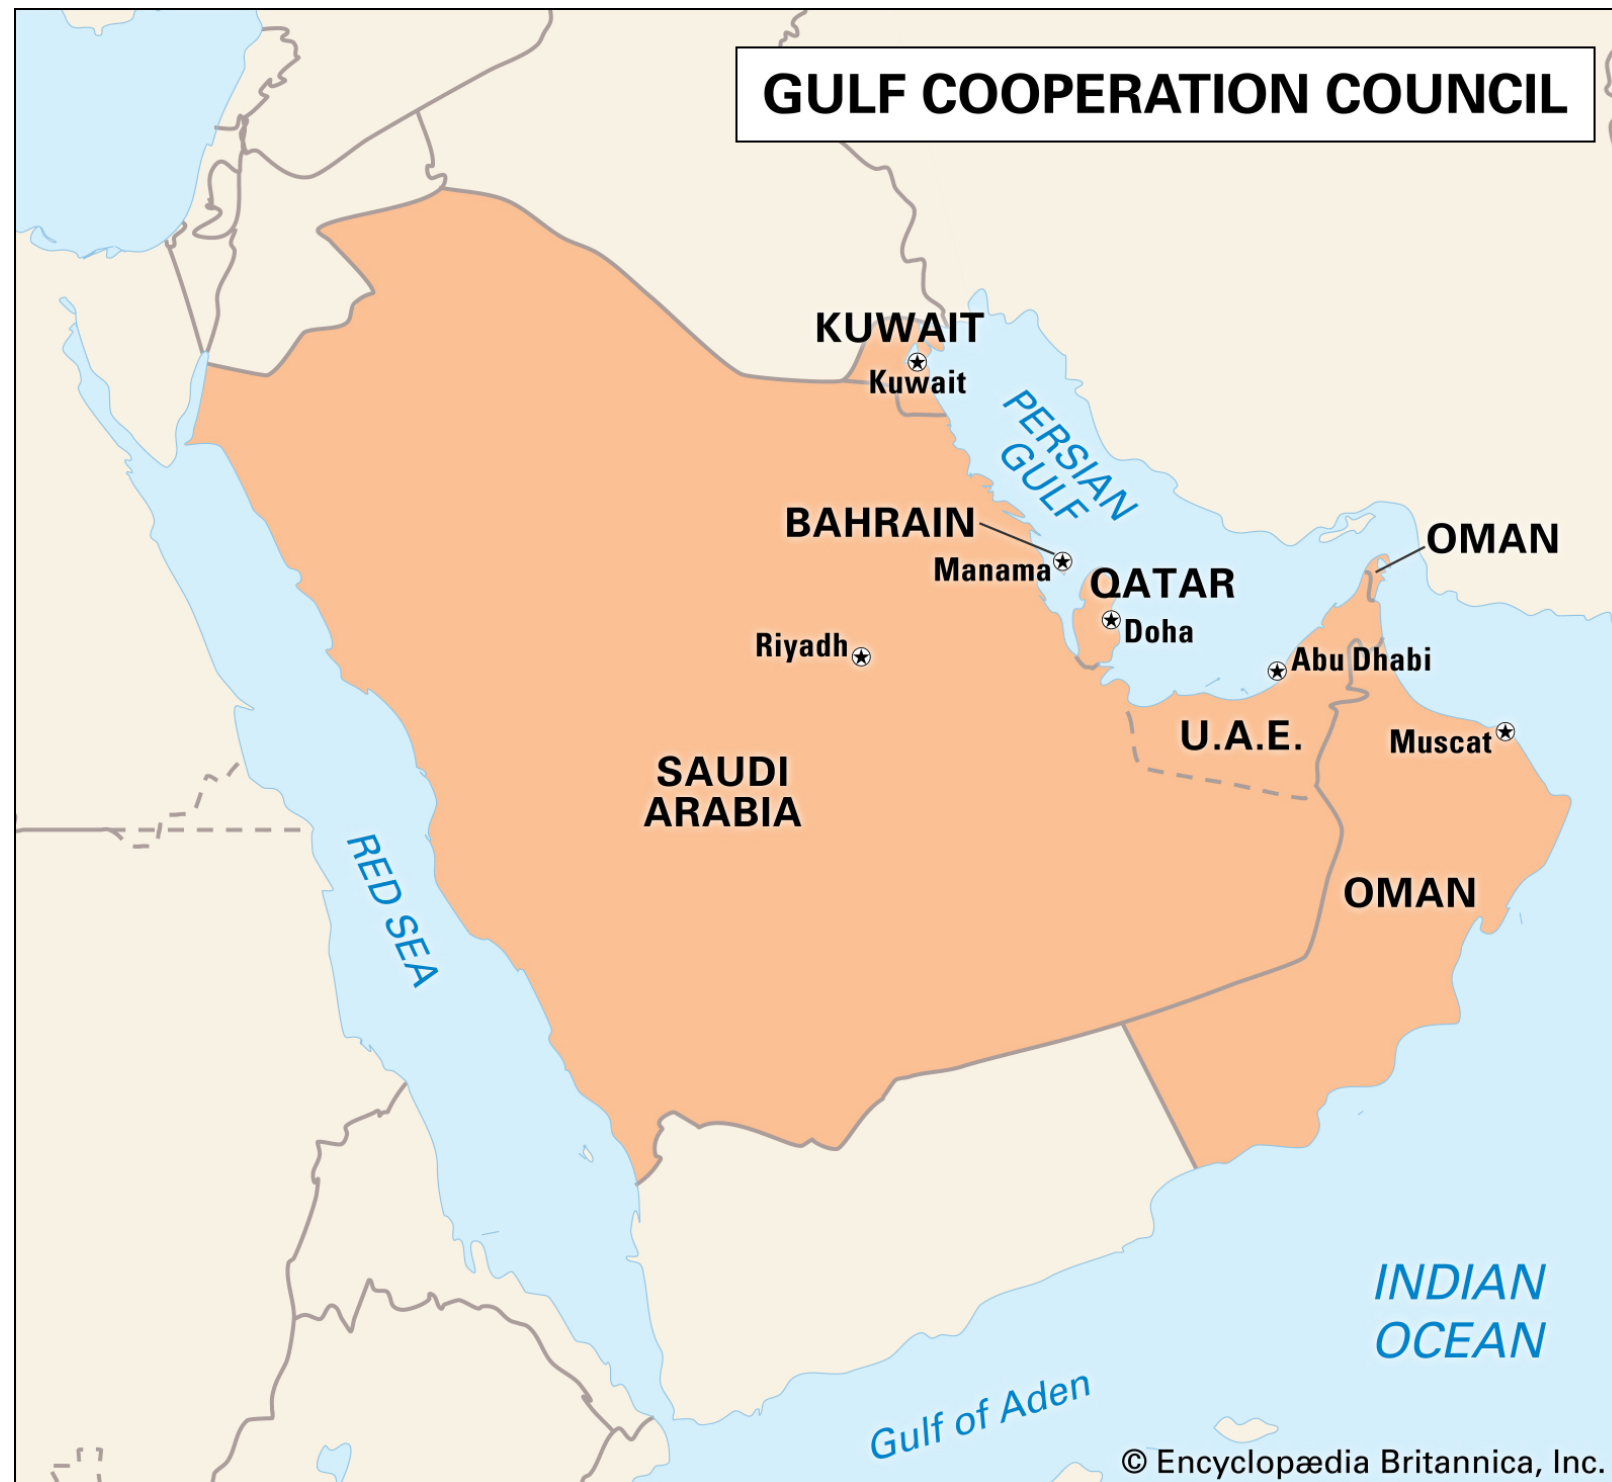 GULF COOPERATION COUNCIL
KUWAIT
Kuwait
PERSIAN
GULF
BAHRAIN
Manama
QATAR
Doha
OMAN
Riyadh
Abu Dhabi
U.A.E.
Muscat
SAUDI
ARABIA
OMAN
RED SEA
INDIAN
OCEAN
Gulf of Aden
© Encyclopædia Britannica, Inc.